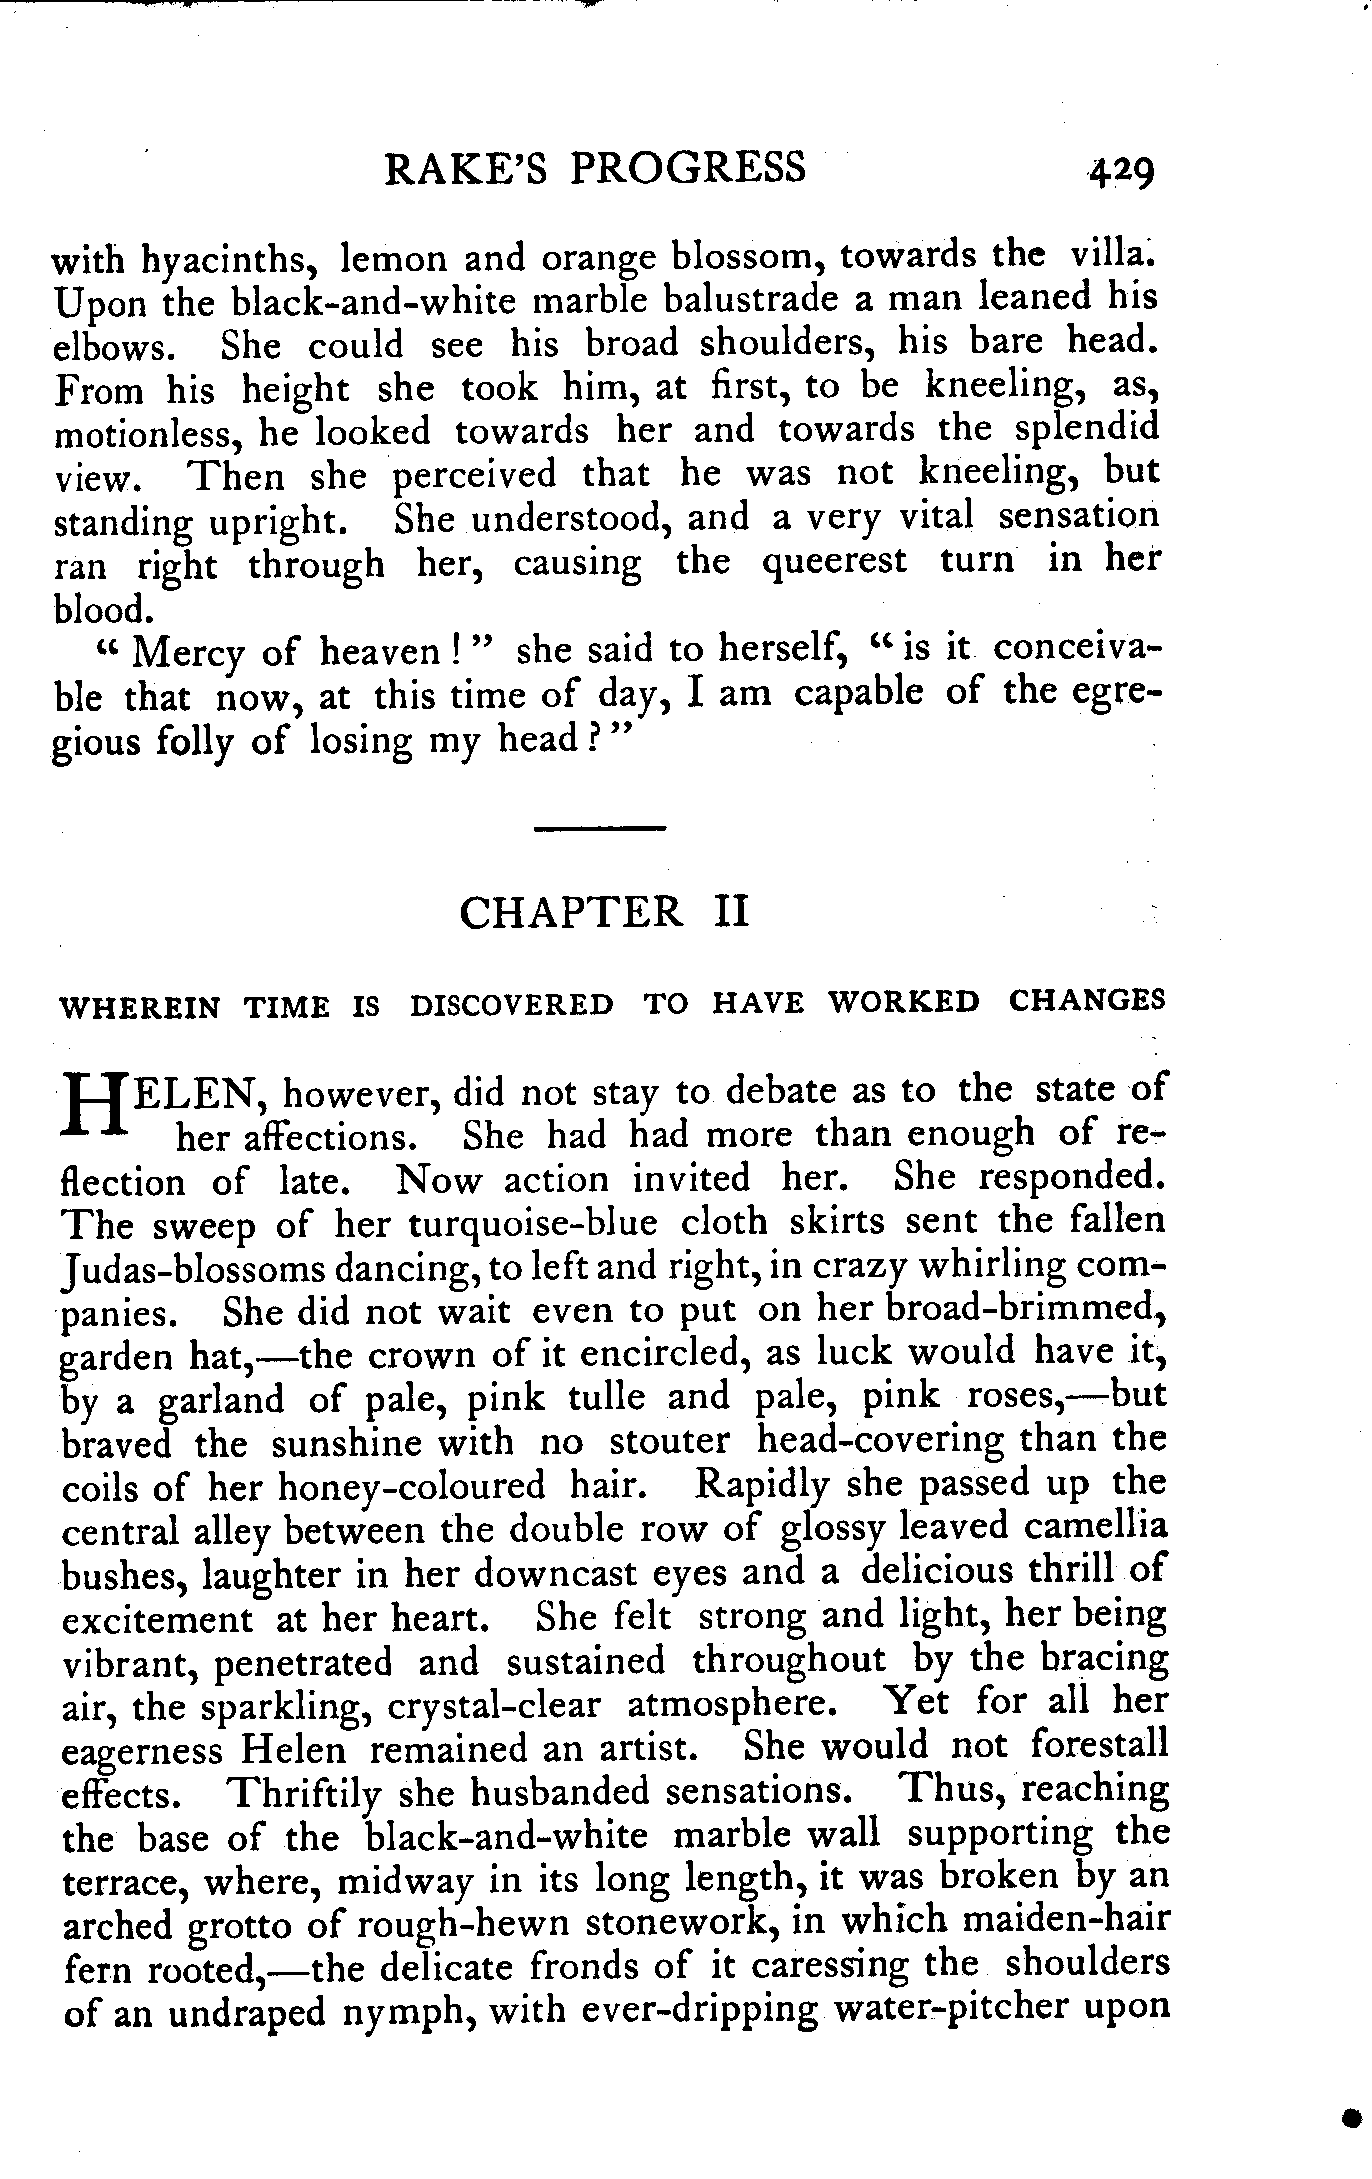 RAKE'S PROGRESS 429
with hyacinths, lemon and orange blossom, towards the villa.
Upon the black-and-white marble balustrade a man leaned his
elbows. She could see his broad shoulders, his bare head.
From his height she took him, at first, to be kneeling, as,
motionless, he looked towards her and towards the splendid
view. Then she perceived that he was not kneeling, but
standing upright. She understood, and a very vital sensation
ran right through her, causing the queerest turn in her
blood.
“ Mercy of heaven ! ” she said to herself, “ is it conceiva-
ble that now, at this time of day, I am capable of the egre-
gious folly of losing my head ? ”
CHAPTER II
WHEREIN TIME IS DISCOVERED TO HAVE WORKED CHANGES
HELEN, however, did not stay to debate as to the state of
her affections. She had had more than enough of re-
flection of late. Now action invited her. She responded.
The sweep of her turquoise-blue cloth skirts sent the fallen
Judas-blossoms dancing, to left and right, in crazy whirling com-
panies. She did not wait even to put on her broad-brimmed,
garden hat,—the crown of it encircled, as luck would have it,
by a garland of pale, pink tulle and pale, pink roses,—but
braved the sunshine with no stouter head-covering than the
coils of her honey-coloured hair. Rapidly she passed up the
central alley between the double row of glossy leaved camellia
bushes, laughter in her downcast eyes and a delicious thrill of
excitement at her heart. She felt strong and light, her being
vibrant, penetrated and sustained throughout by the bracing
air, the sparkling, crystal-clear atmosphere. Yet for all her
eagerness Helen remained an artist. She would not forestall
effects. Thriftily she husbanded sensations. Thus, reaching
the base of the black-and-white marble wall supporting the
terrace, where, midway in its long length, it was broken by an
arched grotto of rough-hewn stonework, in which maiden-hair
fern rooted,—the delicate fronds of it caressing the shoulders
of an undraped nymph, with ever-dripping water-pitcher upon